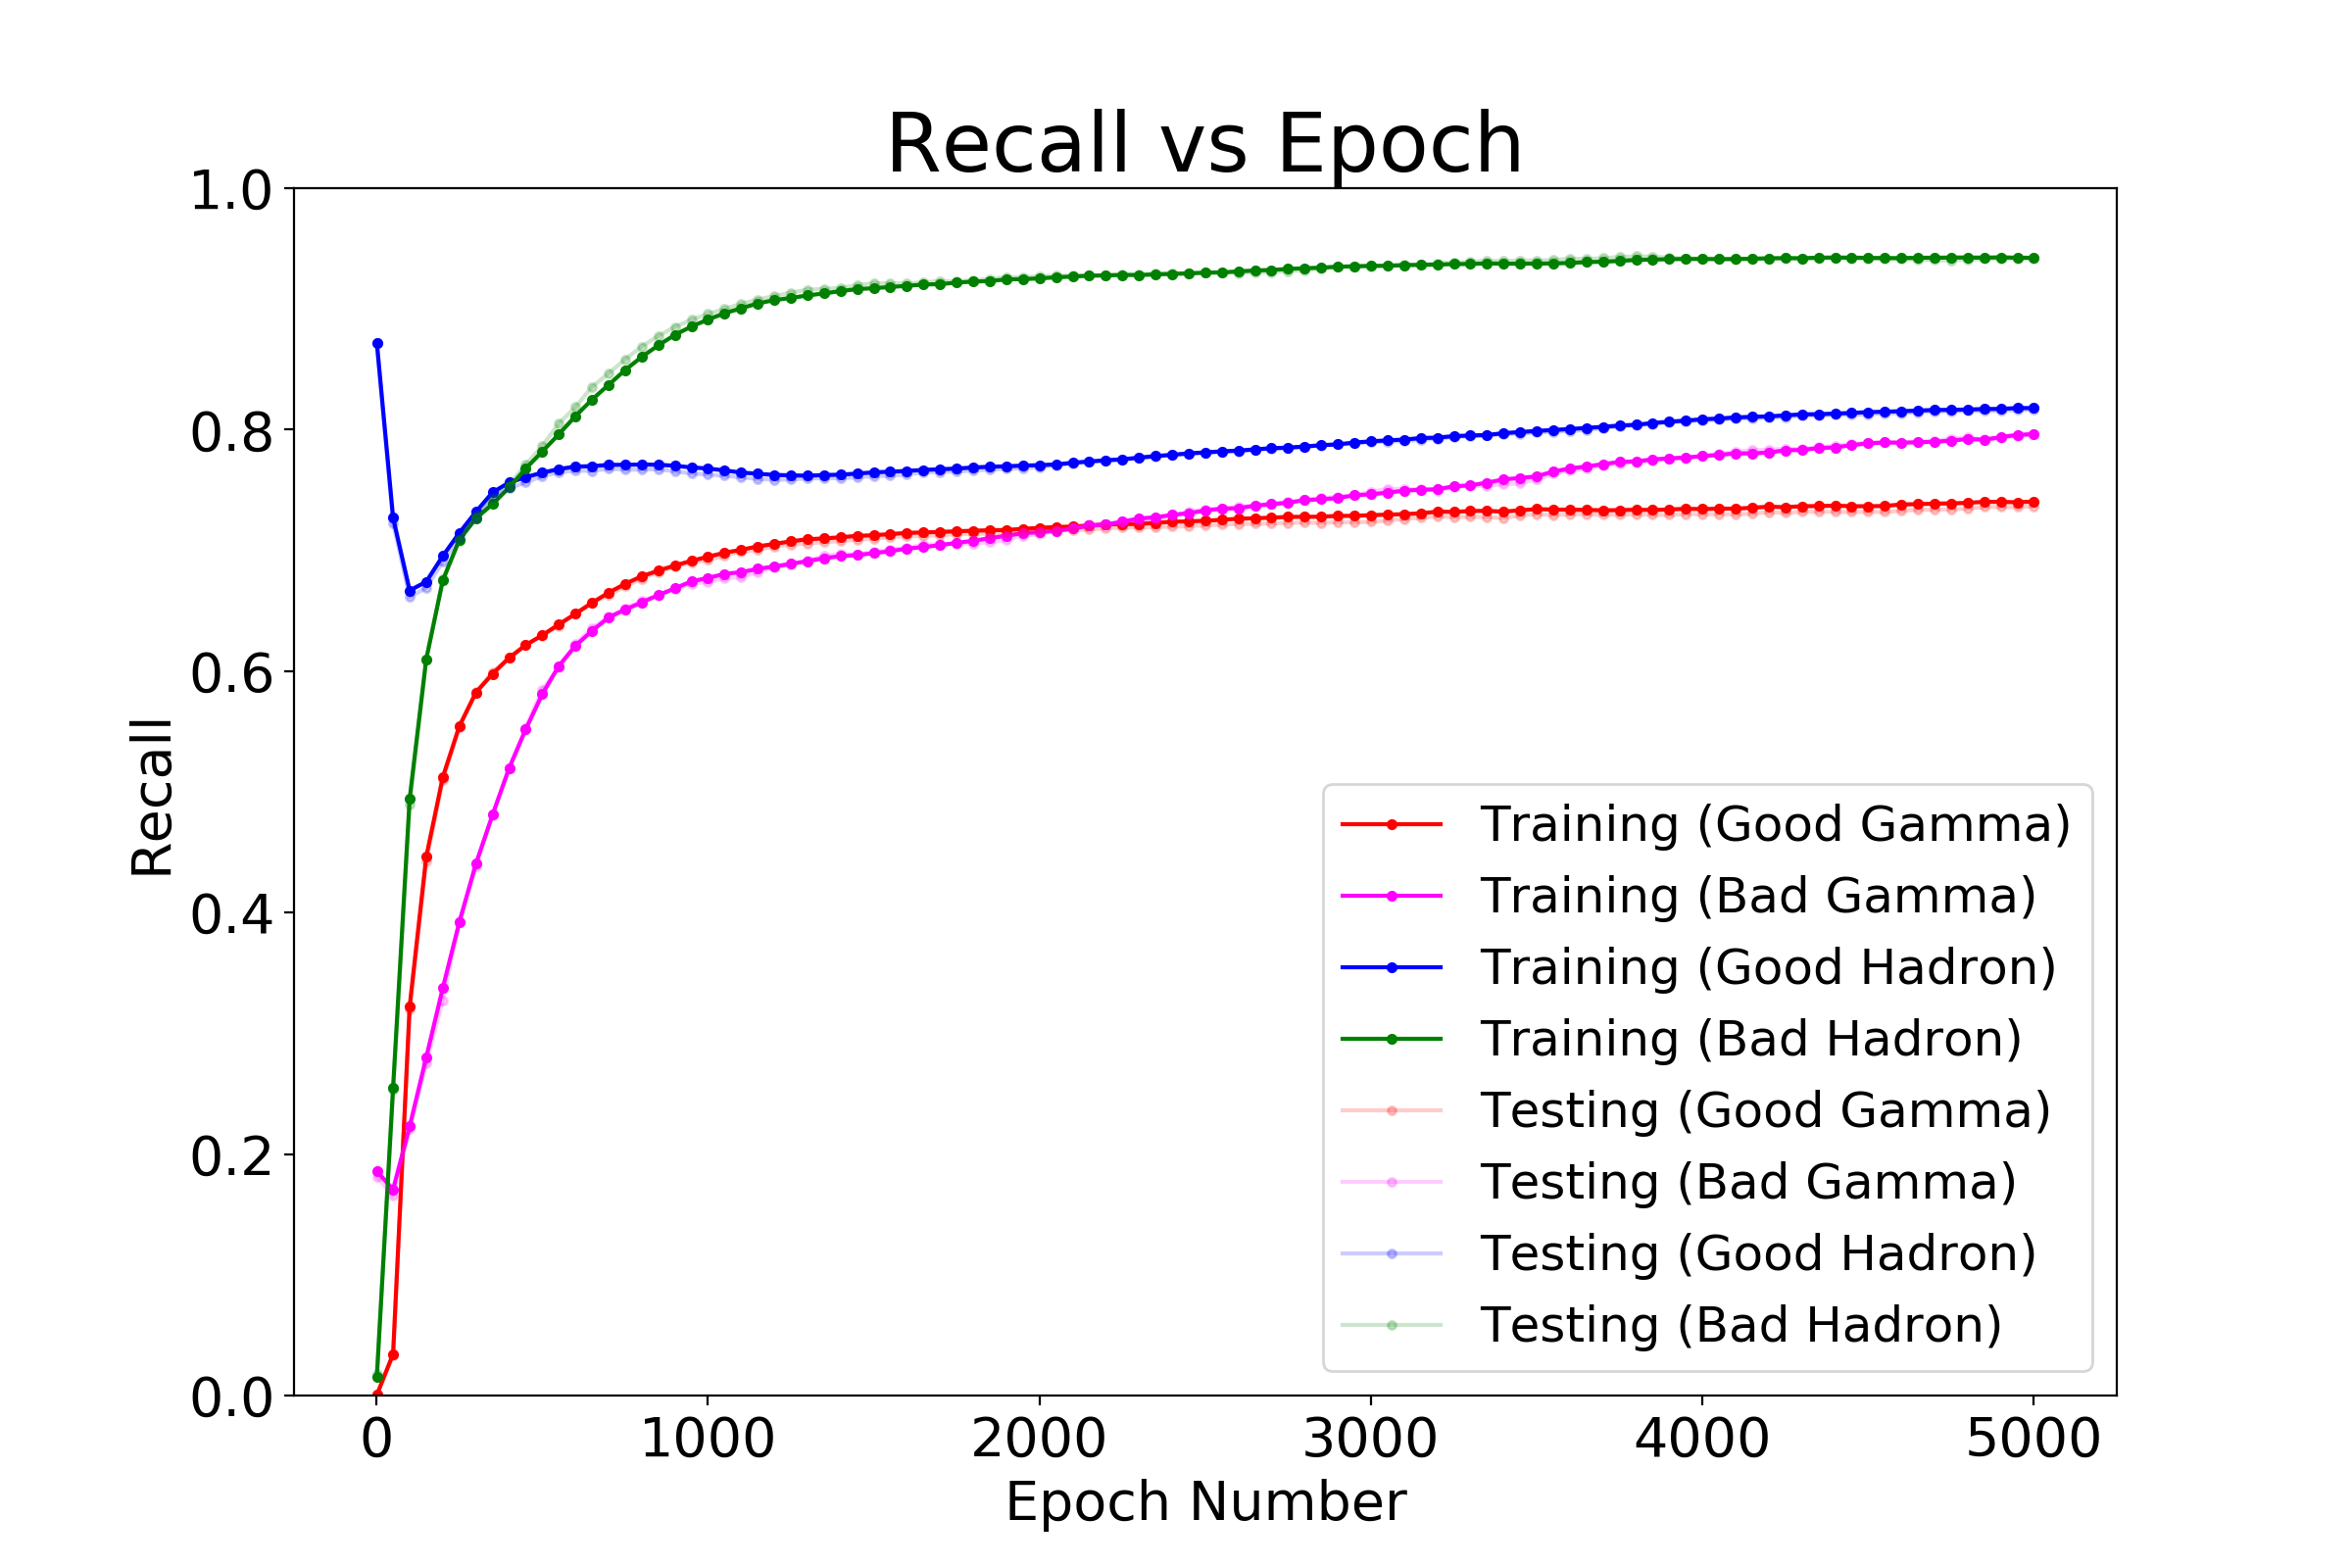 Recall vs Epoch
1.0
0.8
0.6
0.4
0.2
0.0
Recall
Training (Good Gamma)
Training (Bad Gamma)
Training (Good Hadron)
Training (Bad Hadron)
Testing (Good Gamma)
Testing (Bad Gamma)
Testing (Good Hadron)
Testing (Bad Hadron)
0 1000 2000 3000 4000 5000
Epoch Number